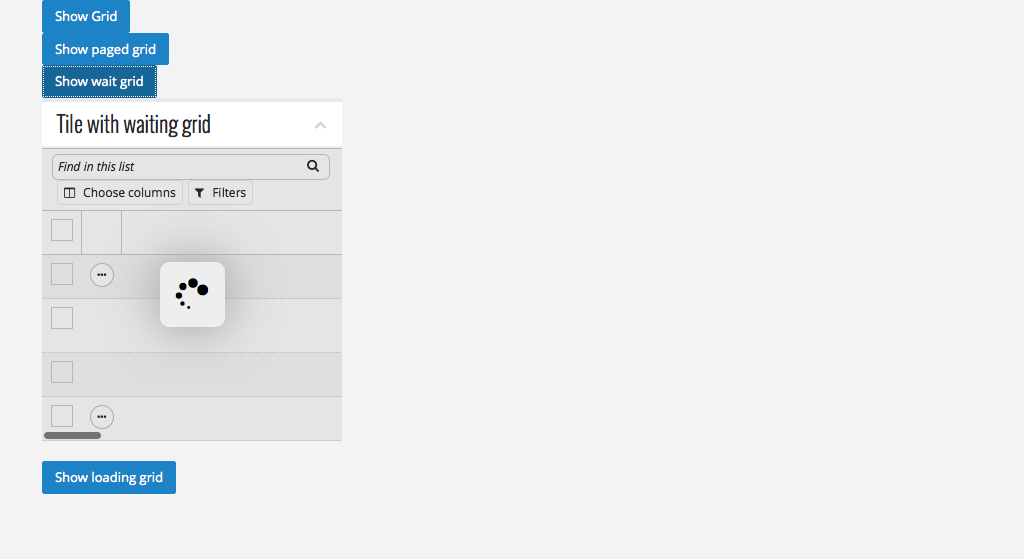 Show Grid
Show paged grid
Show wait grid
Tile with waiting grid
Find in this list
Choose columns Filters
Show loading grid